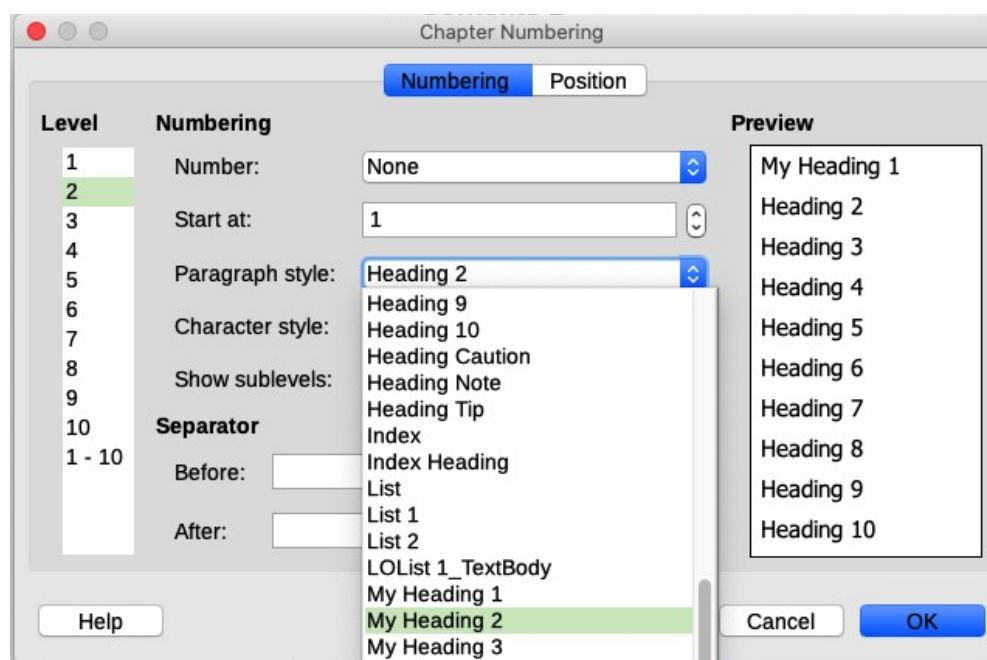 Chapter Numbering
Numbering Position
Level
1
2
3
4
5
6
7
8
9
10
1 - 10
Numbering
Number: None
Start at: 1
Paragraph style: Heading 2
Character style:
Show sublevels:
Separator
Before:
After:
Heading 9
Heading 10
Heading Caution
Heading Note
Heading Tip
Index
Index Heading
List
List 1
List 2
LOList 1_TextBody
My Heading 1
My Heading 2
My Heading 3
Preview
My Heading 1
Heading 2
Heading 3
Heading 4
Heading 5
Heading 6
Heading 7
Heading 8
Heading 9
Heading 10
Help
Cancel OK